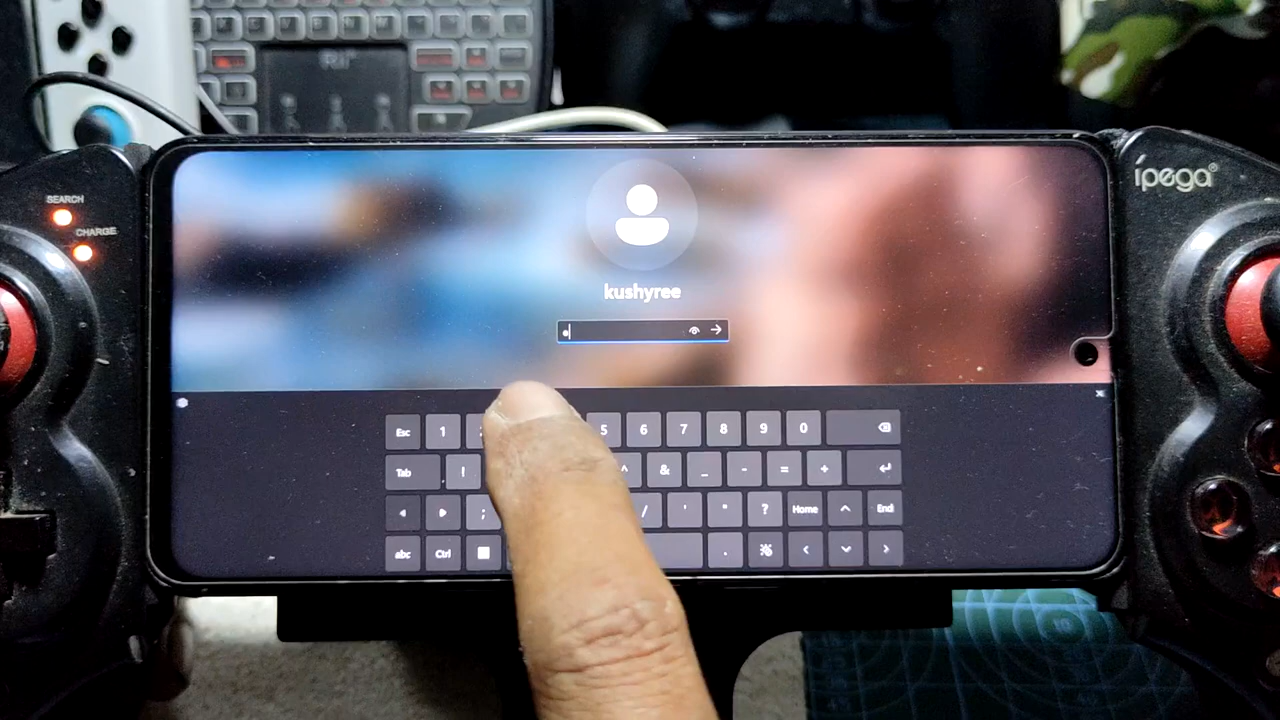 SEARCH
CHARGE
ipega®
kushyree
Esc 1 5 6 7 8 9 0
Tab ! ^ & _ - = +
; / ' " ? Home ^ End
abc Ctrl .